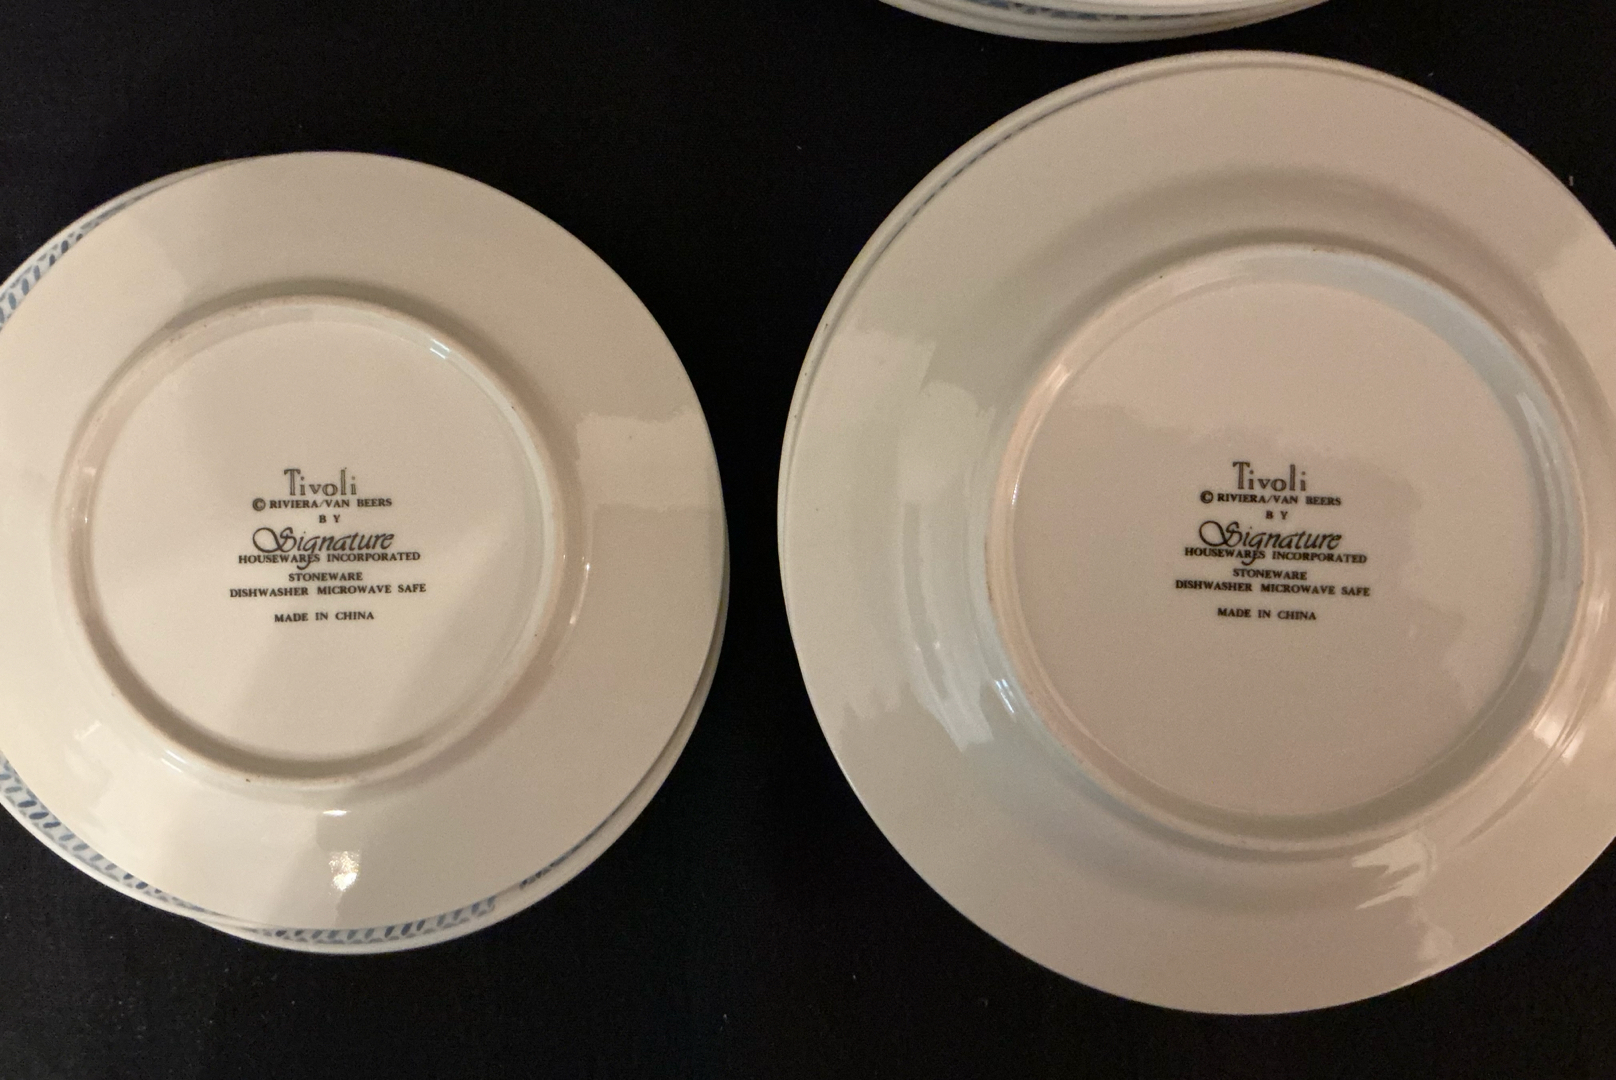 Tivoli
© RIVIERA/VAN BEERS
BY
Signature
HOUSEWARES INCORPORATED
STONEWARE
DISHWASHER MICROWAVE SAFE
MADE IN CHINA
Tivoli
© RIVIERA/VAN BEERS
BY
Signature
HOUSEWARES INCORPORATED
STONEWARE
DISHWASHER MICROWAVE SAFE
MADE IN CHINA